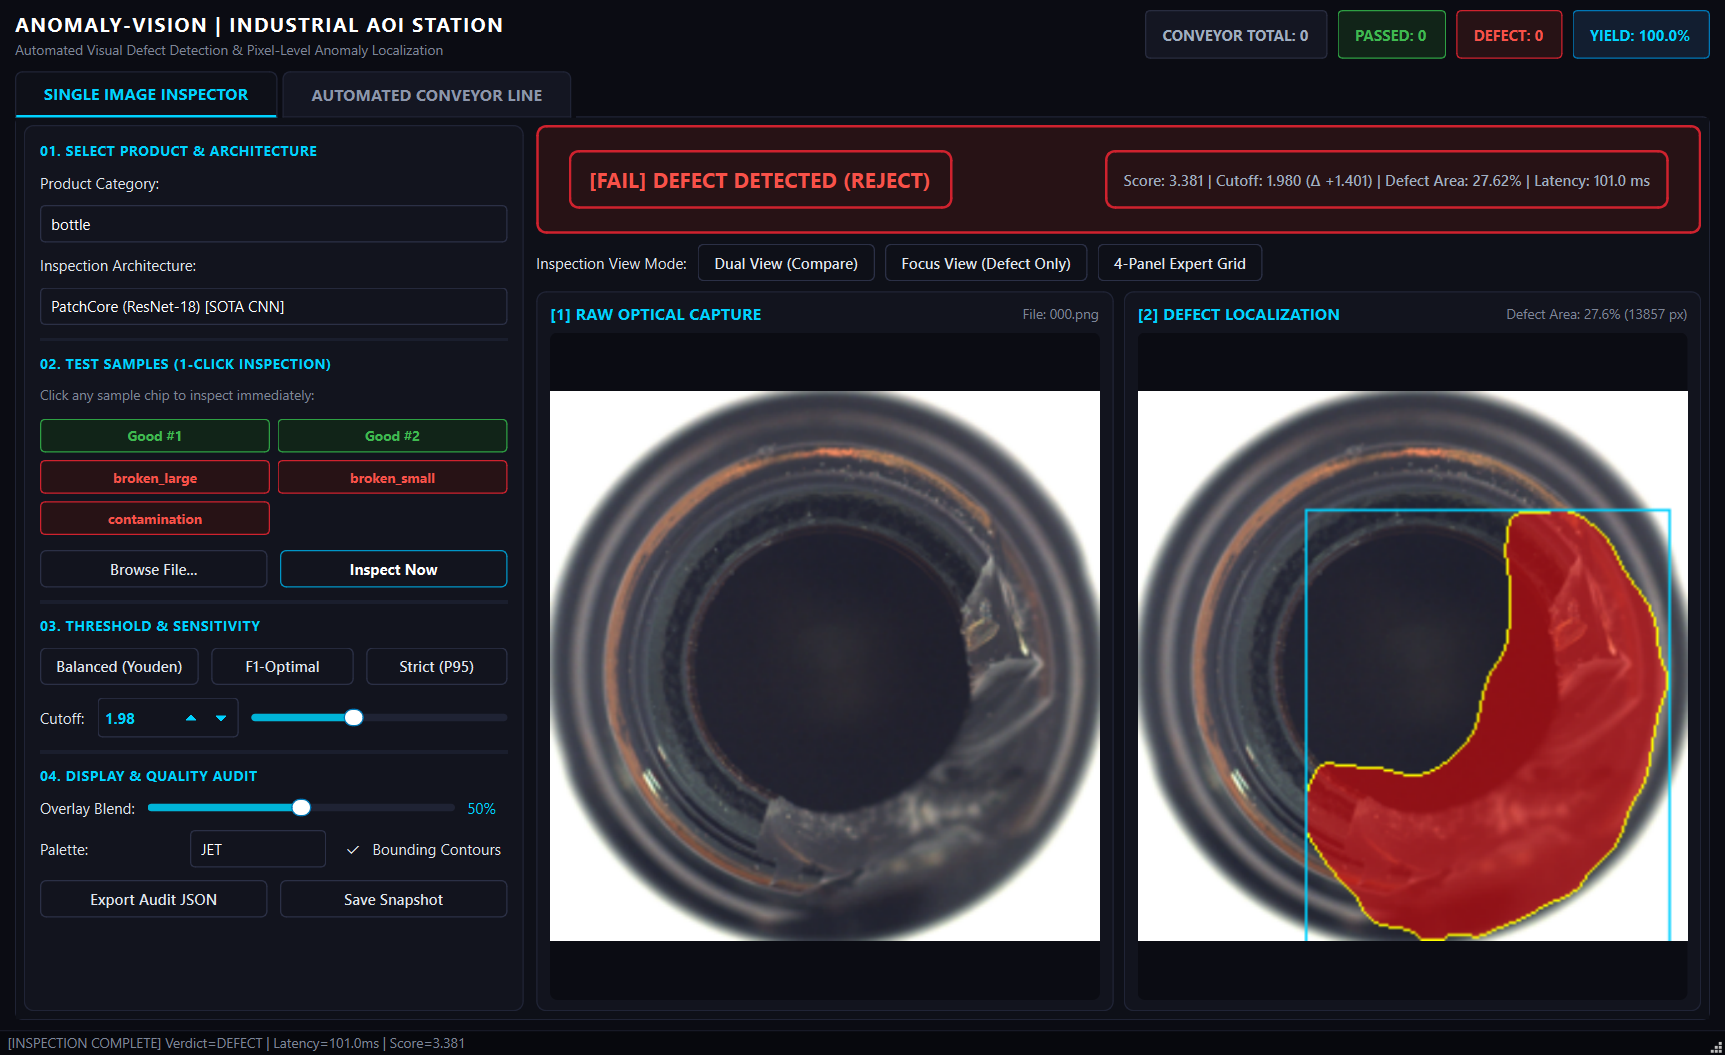 ANOMALY-VISION | INDUSTRIAL AOI STATION
Automated Visual Defect Detection & Pixel-Level Anomaly Localization
CONVEYOR TOTAL: 0
PASSED: 0
DEFECT: 0
YIELD: 100.0%
SINGLE IMAGE INSPECTOR
AUTOMATED CONVEYOR LINE
01. SELECT PRODUCT & ARCHITECTURE
Product Category:
bottle
Inspection Architecture:
PatchCore (ResNet-18) [SOTA CNN]
02. TEST SAMPLES (1-CLICK INSPECTION)
Click any sample chip to inspect immediately:
Good #1
Good #2
broken_large
broken_small
contamination
Browse File...
Inspect Now
03. THRESHOLD & SENSITIVITY
Balanced (Youden)
F1-Optimal
Strict (P95)
Cutoff:
1.98
04. DISPLAY & QUALITY AUDIT
Overlay Blend:
50%
Palette:
JET
Bounding Contours
Export Audit JSON
Save Snapshot
[FAIL] DEFECT DETECTED (REJECT)
Score: 3.381 | Cutoff: 1.980 (Δ +1.401) | Defect Area: 27.62% | Latency: 101.0 ms
Inspection View Mode:
Dual View (Compare)
Focus View (Defect Only)
4-Panel Expert Grid
[1] RAW OPTICAL CAPTURE
File: 000.png
[2] DEFECT LOCALIZATION
Defect Area: 27.6% (13857 px)
[INSPECTION COMPLETE] Verdict=DEFECT | Latency=101.0ms | Score=3.381